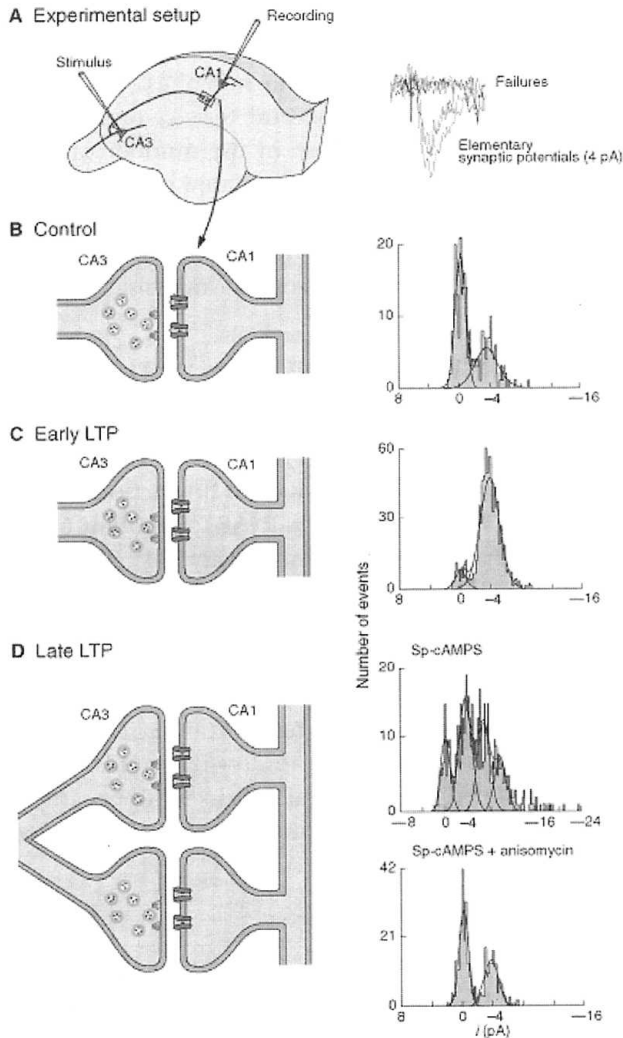 A Experimental setup
Recording
Stimulus
CA1
CA3
Failures
Elementary
synaptic potentials (4 pA)
B Control
CA3
CA1
20
10
0
8
0
−4
−16
C Early LTP
CA3
CA1
60
30
0
8
0
−4
−16
Number of events
D Late LTP
CA3
CA1
Sp-cAMPS
20
10
0
−8
0
−4
−16
−24
Sp-cAMPS + anisomycin
42
21
0
8
0
−4
−16
i (pA)